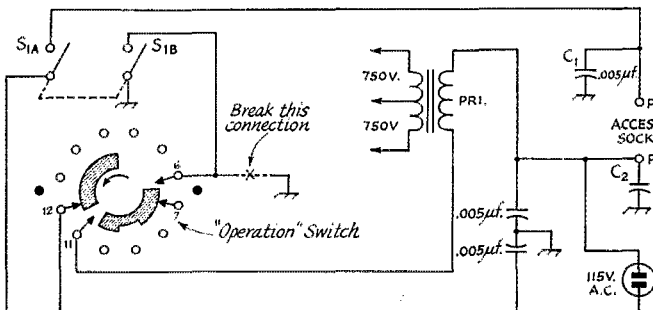 S1A
S1B
C1
.005µf.
750V.
PRI.
750V
Break this
connection
P
ACCES
SOCK
P
C2
6
7
12
11
"Operation" Switch
.005µf.
.005µf.
115V.
A.C.